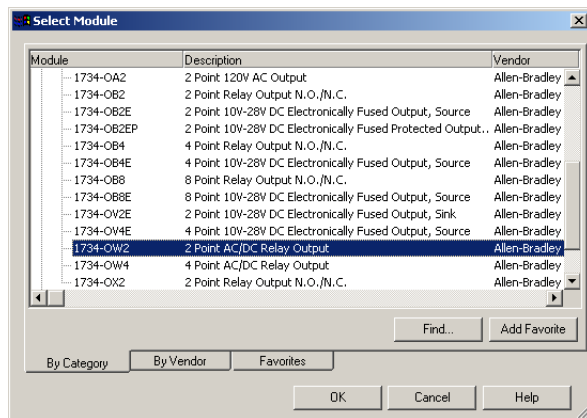 Select Module
Module Description Vendor
1734-OA2 2 Point 120V AC Output Allen-Bradley
1734-OB2 2 Point Relay Output N.O./N.C. Allen-Bradley
1734-OB2E 2 Point 10V-28V DC Electronically Fused Output, Source Allen-Bradley
1734-OB2EP 2 Point 10V-28V DC Electronically Fused Protected Output.. Allen-Bradley
1734-OB4 4 Point Relay Output N.O./N.C. Allen-Bradley
1734-OB4E 4 Point 10V-28V DC Electronically Fused Output, Source Allen-Bradley
1734-OB8 8 Point Relay Output N.O./N.C. Allen-Bradley
1734-OB8E 8 Point 10V-28V DC Electronically Fused Output, Source Allen-Bradley
1734-OV2E 2 Point 10V-28V DC Electronically Fused Output, Sink Allen-Bradley
1734-OV4E 4 Point 10V-28V DC Electronically Fused Output, Source Allen-Bradley
1734-OW2 2 Point AC/DC Relay Output Allen-Bradley
1734-OW4 4 Point AC/DC Relay Output Allen-Bradley
1734-OX2 2 Point Relay Output N.O./N.C. Allen-Bradley
Find... Add Favorite
By Category By Vendor Favorites
OK Cancel Help